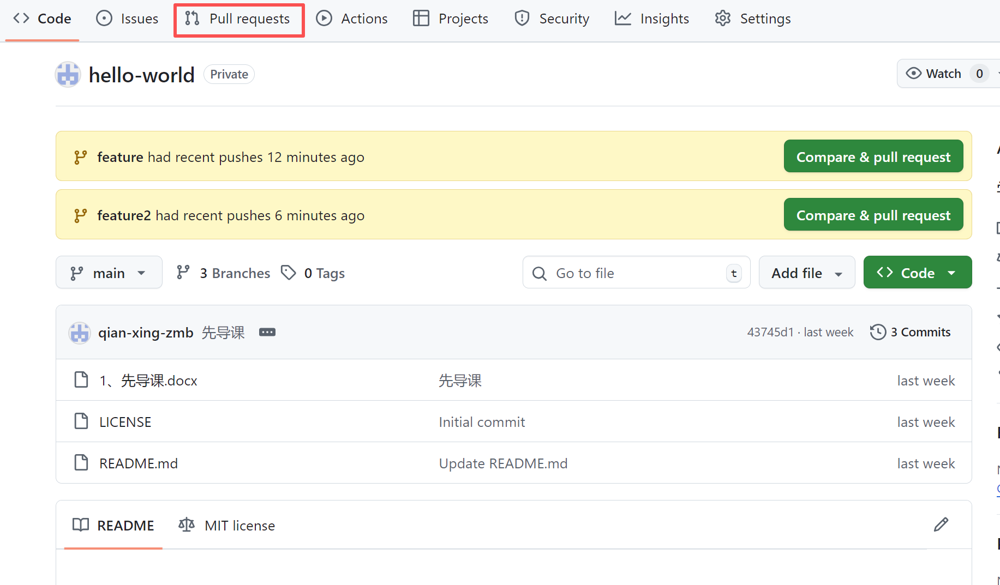 Code Issues Pull requests Actions Projects Security Insights Settings
hello-world Private Watch 0
feature had recent pushes 12 minutes ago Compare & pull request
feature2 had recent pushes 6 minutes ago Compare & pull request
main 3 Branches 0 Tags Go to file t Add file Code
qian-xing-zmb 先导课 43745d1 · last week 3 Commits
1、先导课.docx 先导课 last week
LICENSE Initial commit last week
README.md Update README.md last week
README MIT license